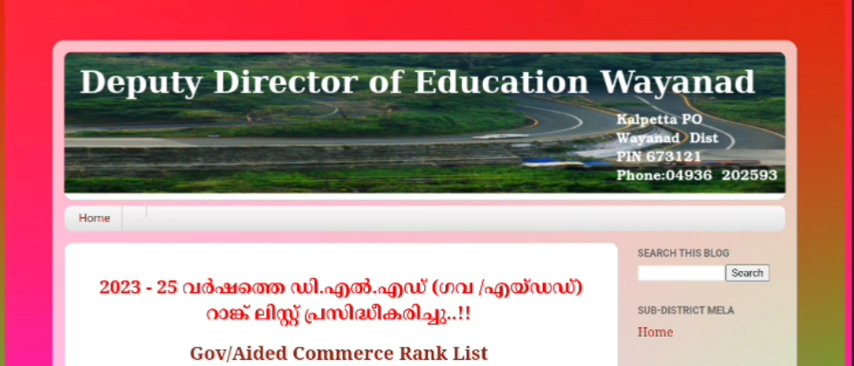 Deputy Director of Education Wayanad
Kalpetta PO
Wayanad Dist
PIN 673121
Phone:04936 202593
Home
2023 - 25 വർഷത്തെ ഡി.എൽ.എഡ് (ഗവ /എയ്ഡഡ്)
റാങ്ക് ലിസ്റ്റ് പ്രസിദ്ധീകരിച്ചു..!!
Gov/Aided Commerce Rank List
SEARCH THIS BLOG
Search
SUB-DISTRICT MELA
Home